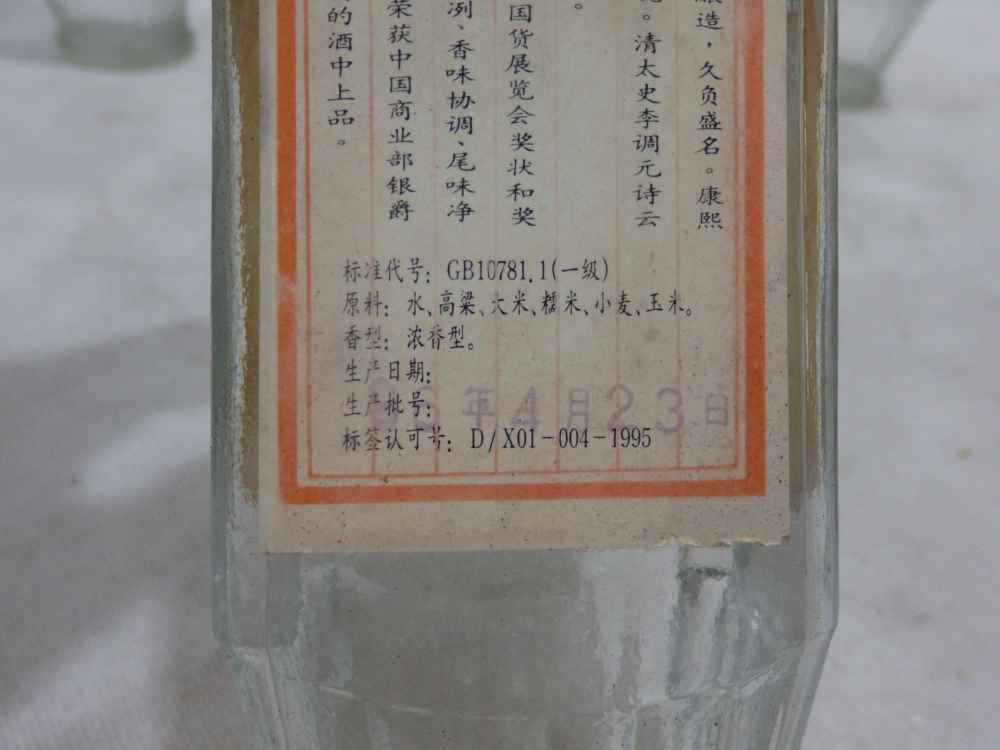 酿造，久负盛名。康熙
。清太史李调元诗云
。
国货展览会奖状和奖
冽、香味协调、尾味净
荣获中国商业部银爵
的酒中上品。
标准代号：GB10781.1(一级)
原料：水、高粱、大米、糯米、小麦、玉米。
香型：浓香型。
生产日期：
生产批号：
年4月23日
标签认可号：D/X01-004-1995